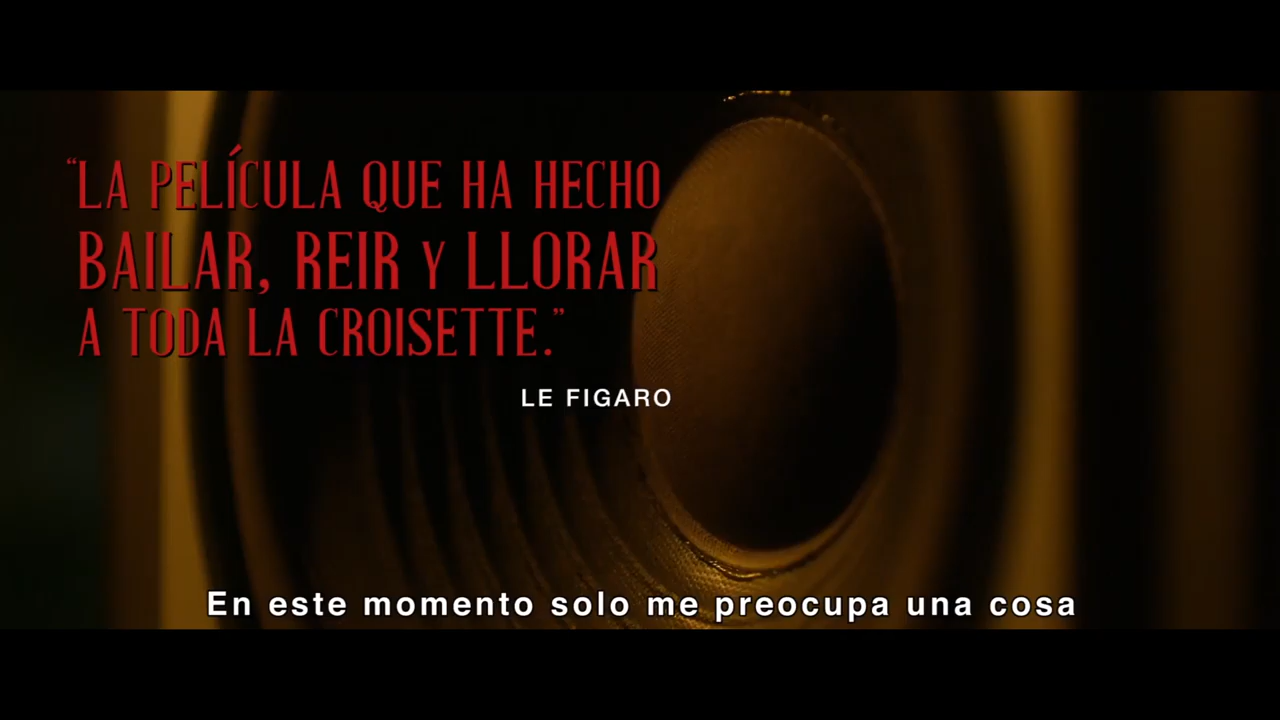 “LA PELÍCULA QUE HA HECHO
BAILAR, REIR Y LLORAR
A TODA LA CROISETTE.”
LE FIGARO
En este momento solo me preocupa una cosa